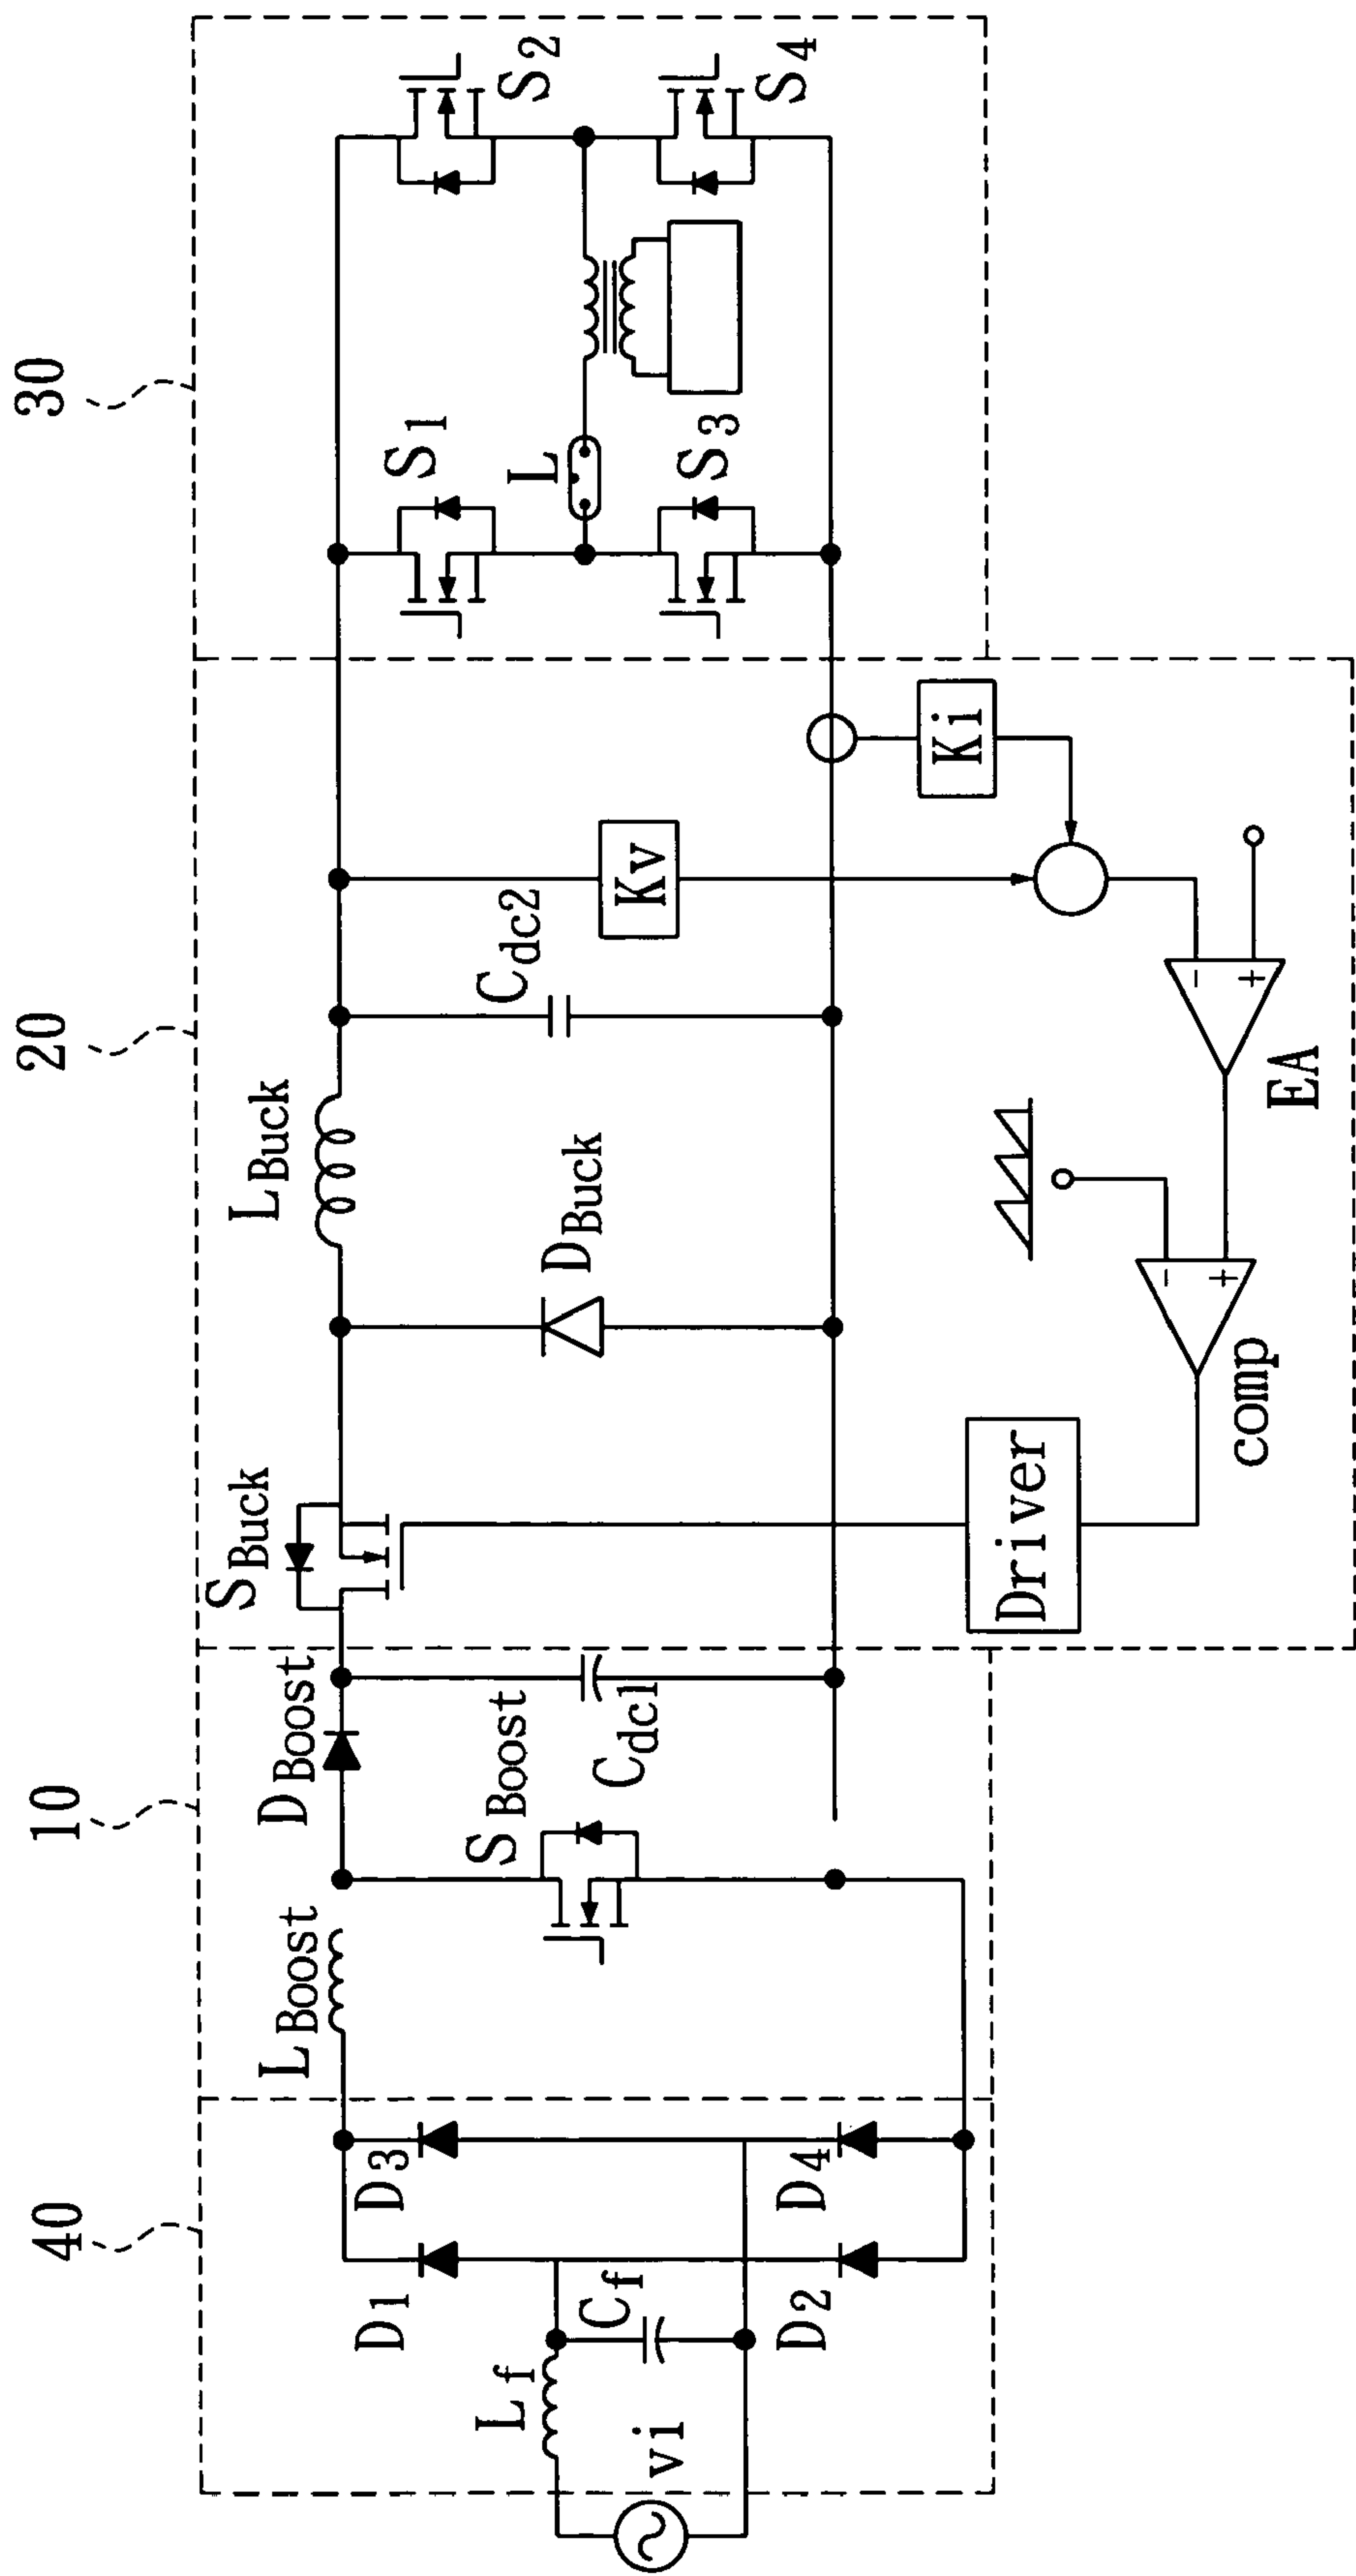 40
10
20
30
vi
Lf
Cf
D1
D2
D3
D4
LBoost
DBoost
SBoost
Cdc1
SBuck
LBuck
DBuck
Cdc2
Kv
Ki
Driver
comp
- +
EA
- +
S1
S2
S3
S4
L